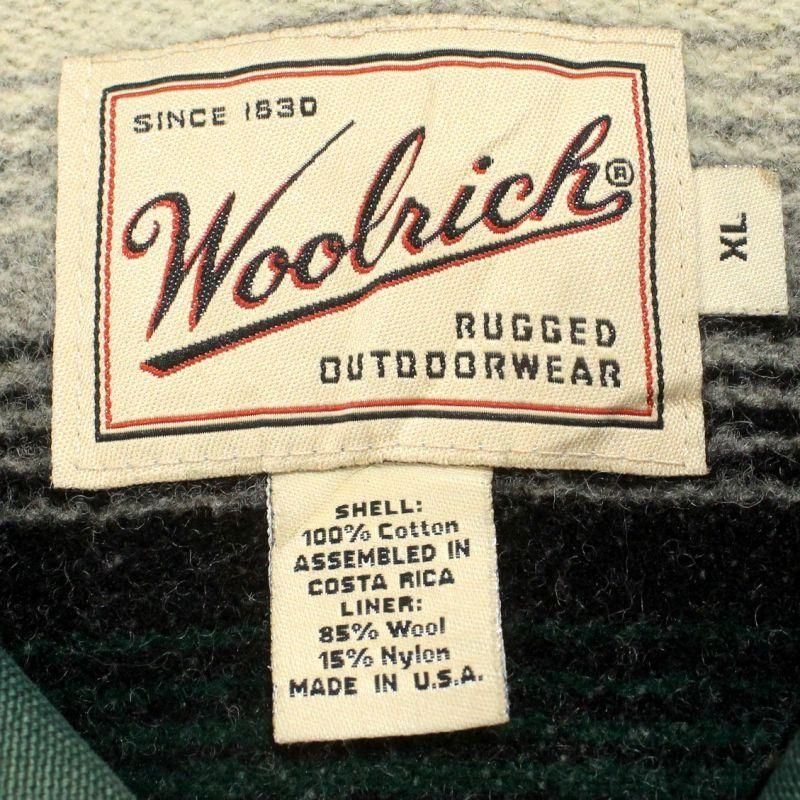 SINCE 1830
Woolrich®
RUGGED
OUTDOORWEAR
XL
SHELL:
100% Cotton
ASSEMBLED IN
COSTA RICA
LINER:
85% Wool
15% Nylon
MADE IN U.S.A.